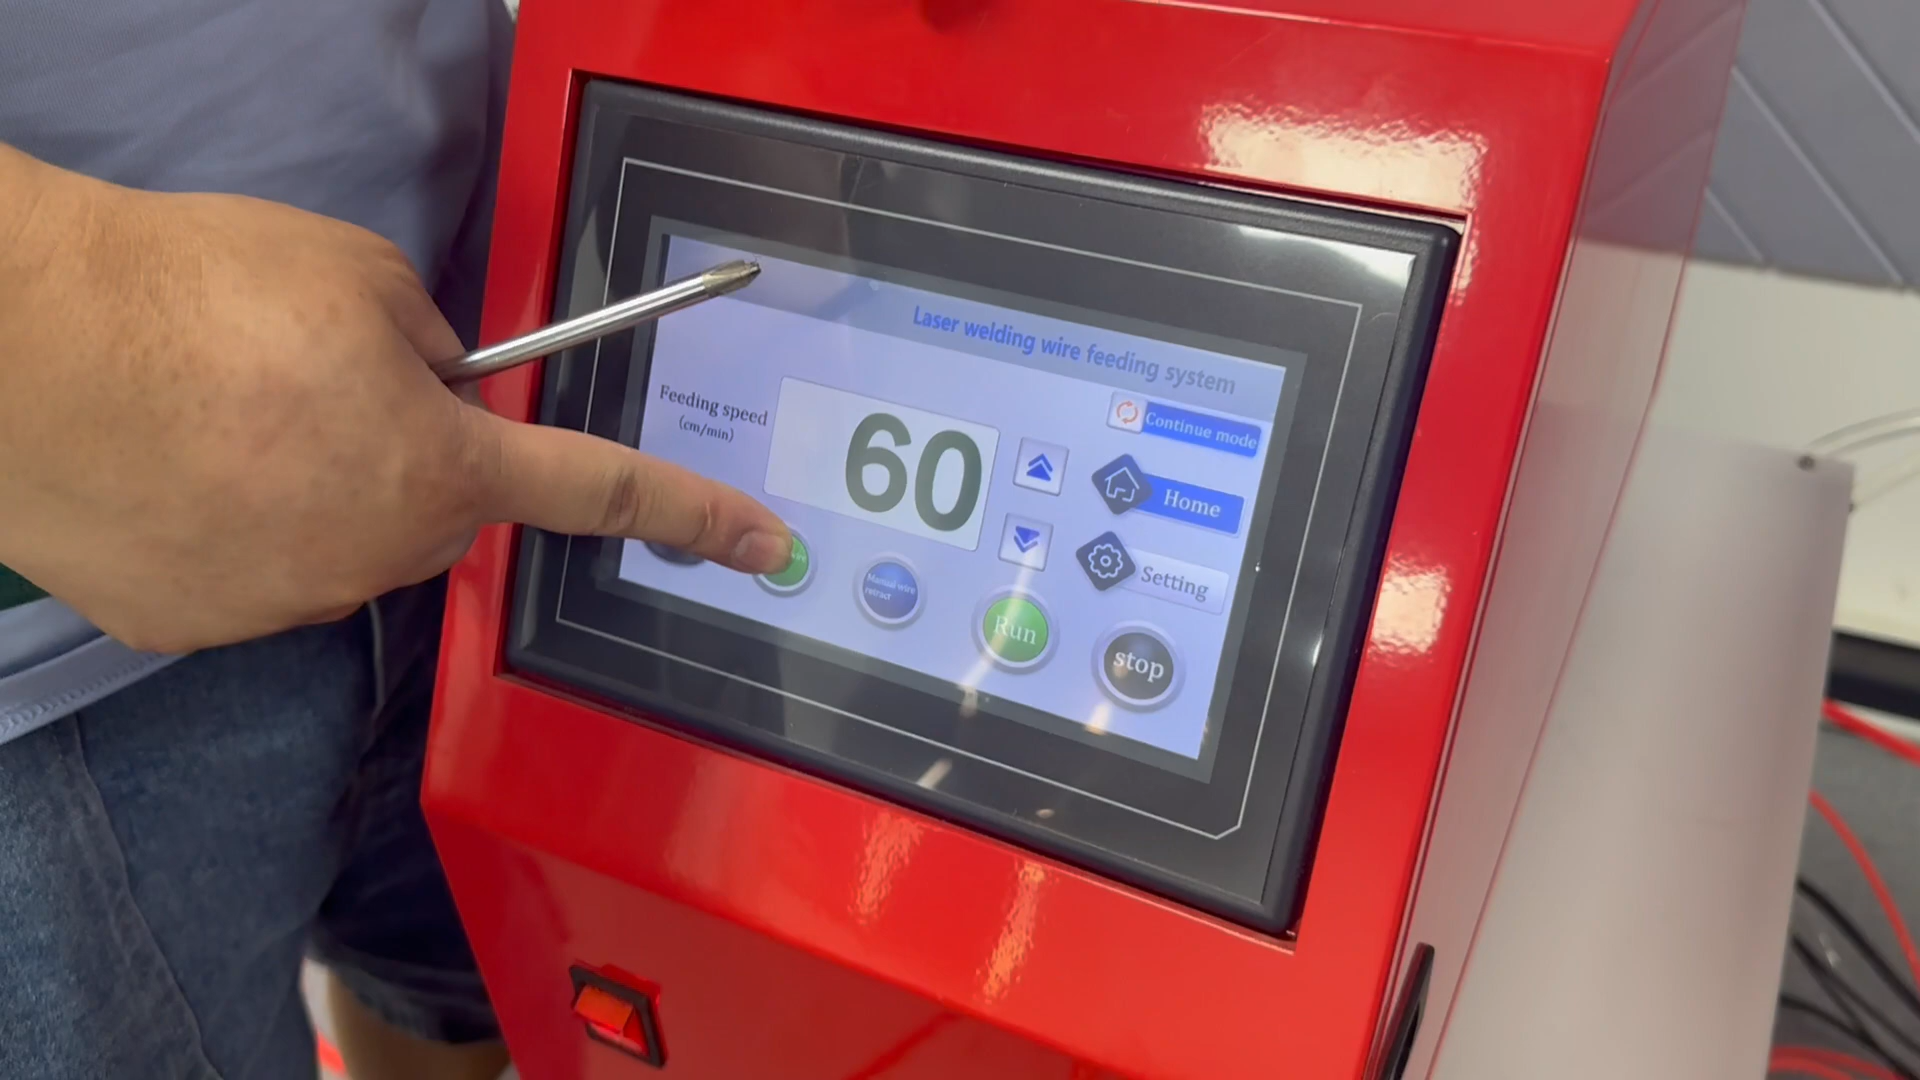 Laser welding wire feeding system
Feeding speed
(cm/min)
60
Continue mode
Home
Setting
Manual wire
retract
Run
stop